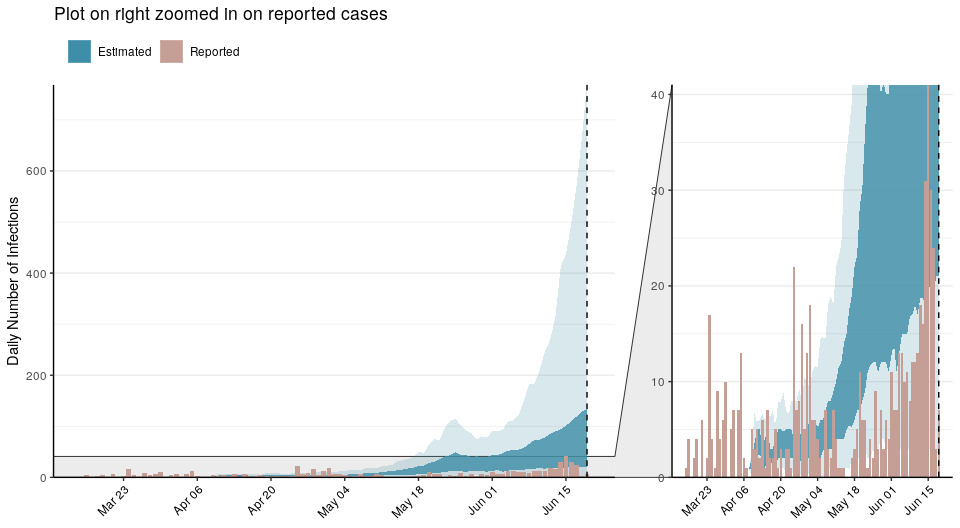 Plot on right zoomed in on reported cases
Estimated Reported
Daily Number of Infections
600
400
200
0
Mar 23 Apr 06 Apr 20 May 04 May 18 Jun 01 Jun 15
40
30
20
10
0
Mar 23 Apr 06 Apr 20 May 04 May 18 Jun 01 Jun 15